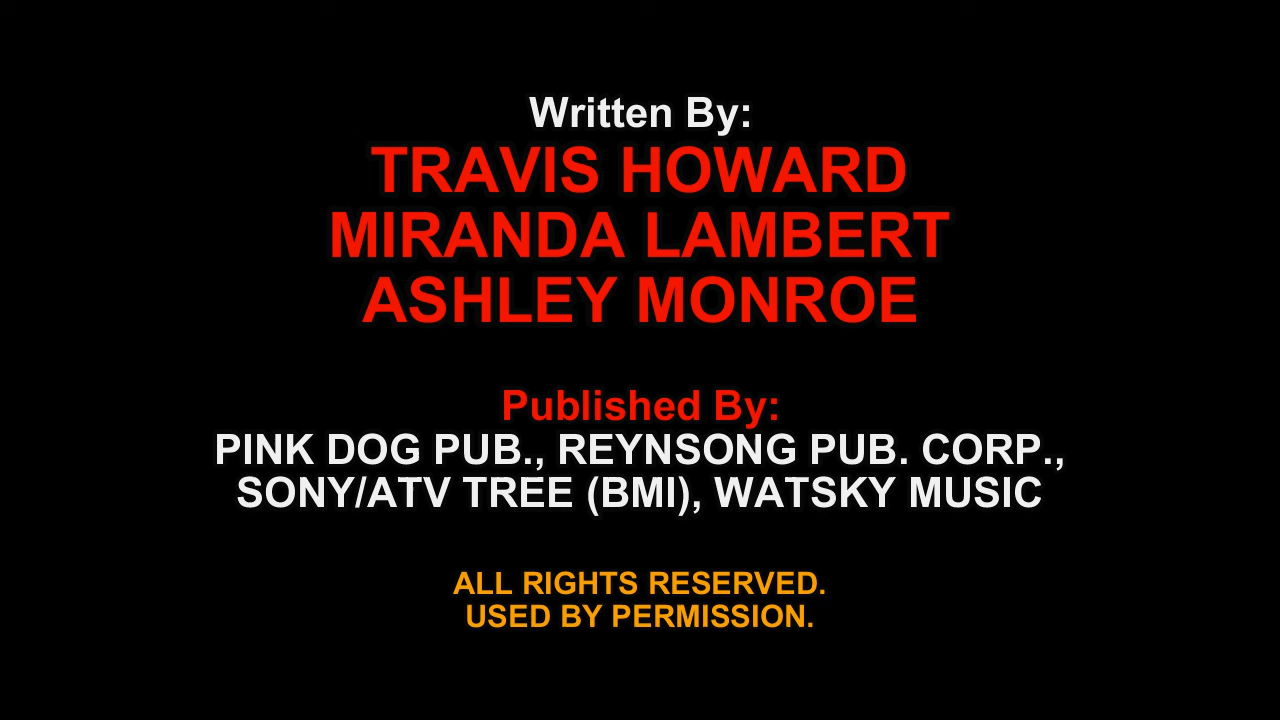 Written By:
TRAVIS HOWARD
MIRANDA LAMBERT
ASHLEY MONROE
Published By:
PINK DOG PUB., REYNSONG PUB. CORP.,
SONY/ATV TREE (BMI), WATSKY MUSIC
ALL RIGHTS RESERVED.
USED BY PERMISSION.